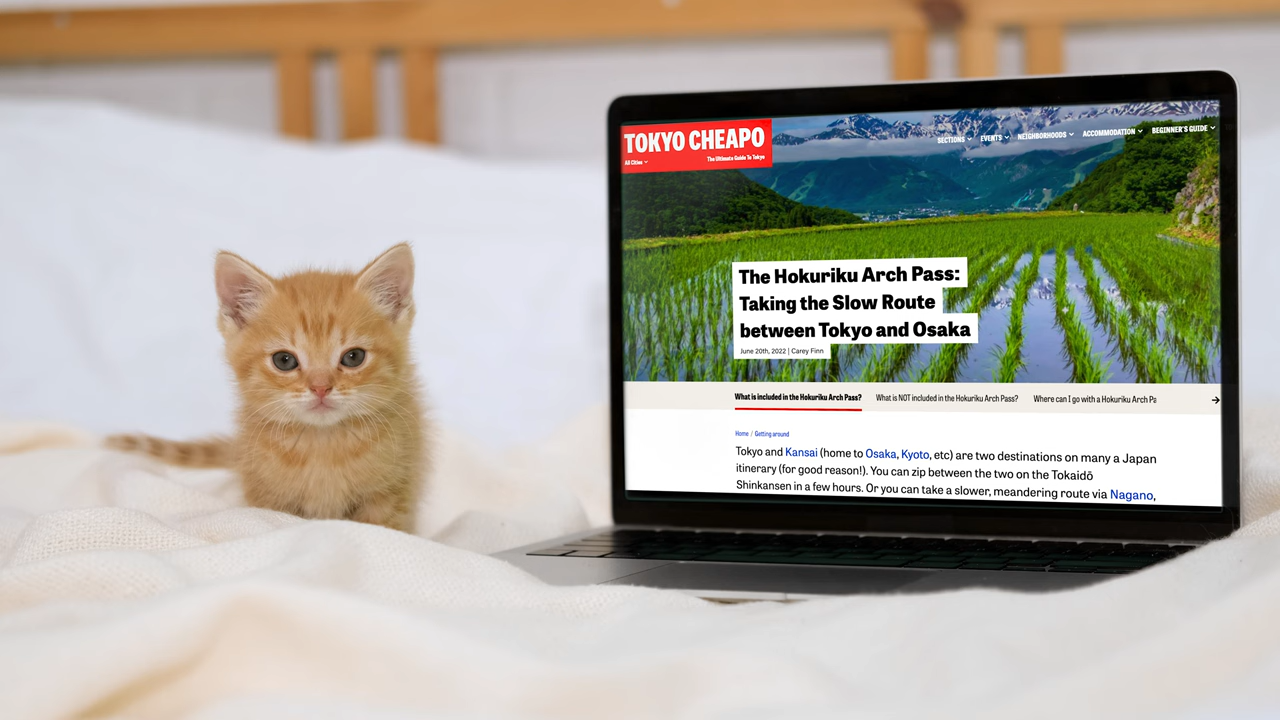 TOKYO CHEAPO
All Cities
The Ultimate Guide To Tokyo
SECTIONS EVENTS NEIGHBORHOODS ACCOMMODATION BEGINNER'S GUIDE
The Hokuriku Arch Pass:
Taking the Slow Route
between Tokyo and Osaka
June 20th, 2022 | Carey Finn
What is included in the Hokuriku Arch Pass? What is NOT included in the Hokuriku Arch Pass? Where can I go with a Hokuriku Arch Pa
Home / Getting around
Tokyo and Kansai (home to Osaka, Kyoto, etc) are two destinations on many a Japan
itinerary (for good reason!). You can zip between the two on the Tokaidō
Shinkansen in a few hours. Or you can take a slower, meandering route via Nagano,